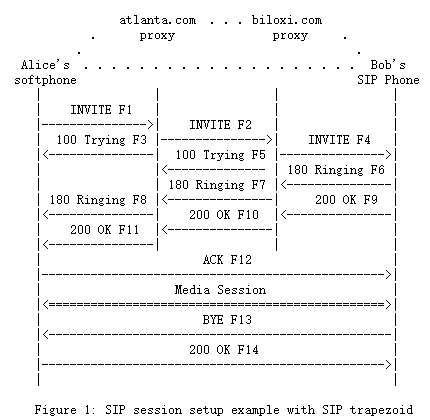 atlanta.com . . . biloxi.com
. proxy proxy .
. .
Alice's . . . . . . . . . . . . . . . . . . . . Bob's
softphone SIP Phone
INVITE F1
INVITE F2
100 Trying F3 INVITE F4
100 Trying F5
180 Ringing F6
180 Ringing F7
180 Ringing F8 200 OK F9
200 OK F10
200 OK F11
ACK F12
Media Session
BYE F13
200 OK F14
Figure 1: SIP session setup example with SIP trapezoid